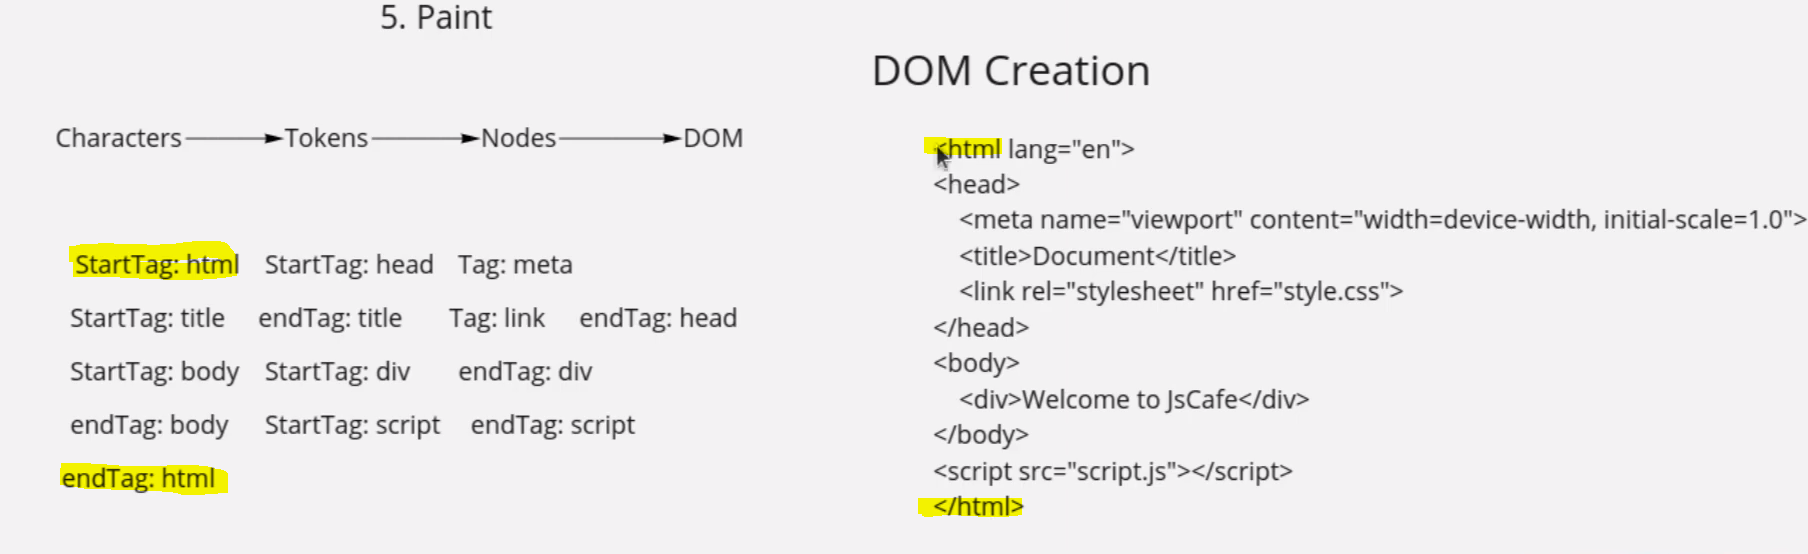 5. Paint
DOM Creation
Characters Tokens Nodes DOM
StartTag: html StartTag: head Tag: meta
StartTag: title endTag: title Tag: link endTag: head
StartTag: body StartTag: div endTag: div
endTag: body StartTag: script endTag: script
endTag: html
<html lang="en">
<head>
<meta name="viewport" content="width=device-width, initial-scale=1.0">
<title>Document</title>
<link rel="stylesheet" href="style.css">
</head>
<body>
<div>Welcome to JsCafe</div>
</body>
<script src="script.js"></script>
</html>